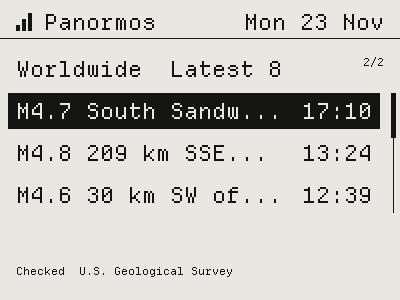 Panormos Mon 23 Nov
Worldwide Latest 8 2/2
M4.7 South Sandw... 17:10
M4.8 209 km SSE... 13:24
M4.6 30 km SW of... 12:39
Checked U.S. Geological Survey